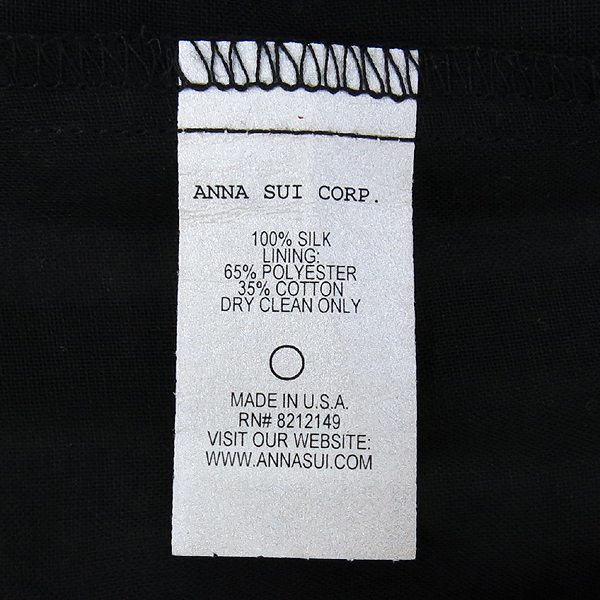 ANNA SUI CORP.
100% SILK
LINING:
65% POLYESTER
35% COTTON
DRY CLEAN ONLY
MADE IN U.S.A.
RN# 8212149
VISIT OUR WEBSITE:
WWW.ANNASUI.COM